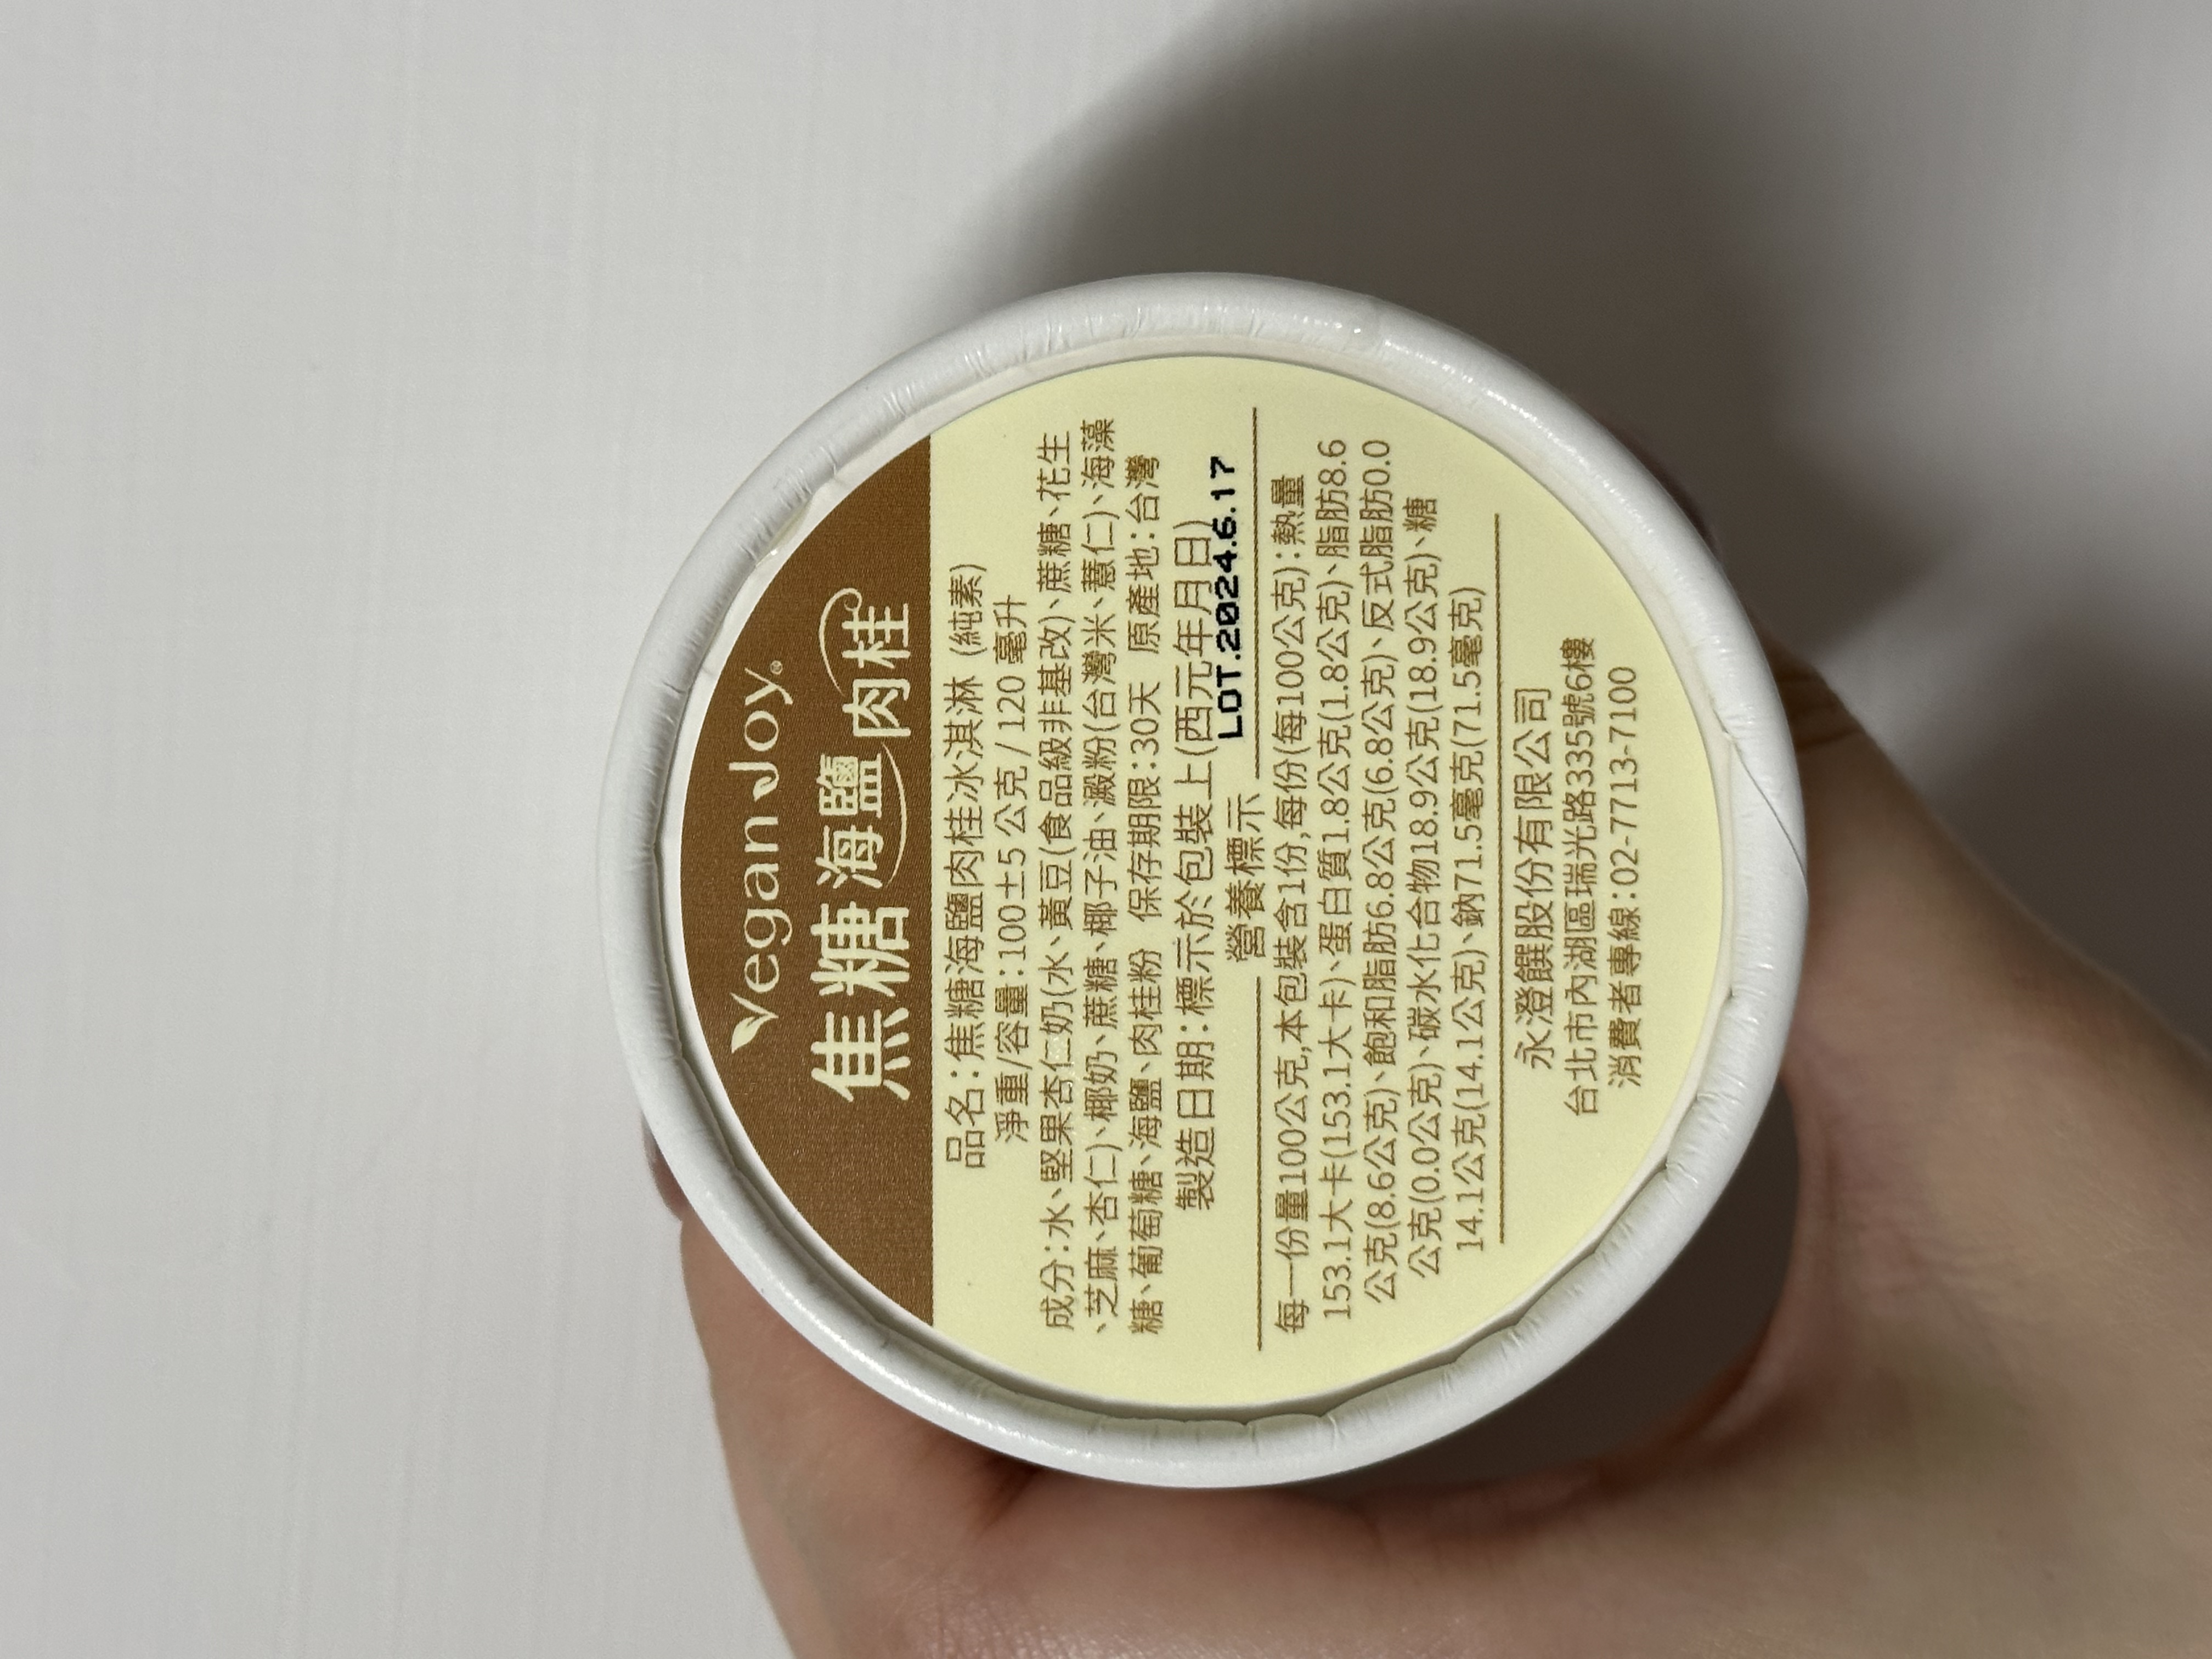 Vegan Joy®
焦糖海鹽肉桂
品名：焦糖海鹽肉桂冰淇淋 (純素)
淨重/容量：100±5 公克 / 120 毫升
成分：水、堅果杏仁奶(水、黃豆(食品級非基改)、蔗糖、花生
、芝麻、杏仁)、椰奶、蔗糖、椰子油、澱粉(台灣米、薏仁)、海藻
糖、葡萄糖、海鹽、肉桂粉 保存期限：30天 原產地：台灣
製造日期：標示於包裝上(西元年月日)
LOT.2024.6.17
營養標示
每一份量100公克,本包裝含1份,每份(每100公克)：熱量
153.1大卡(153.1大卡)、蛋白質1.8公克(1.8公克)、脂肪8.6
公克(8.6公克)、飽和脂肪6.8公克(6.8公克)、反式脂肪0.0
公克(0.0公克)、碳水化合物18.9公克(18.9公克)、糖
14.1公克(14.1公克)、鈉71.5毫克(71.5毫克)
永澄饌股份有限公司
台北市內湖區瑞光路335號6樓
消費者專線：02-7713-7100